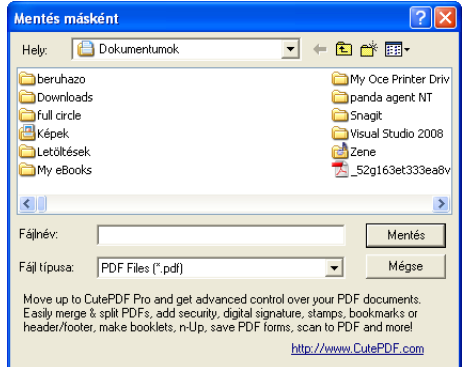 Mentés másként
Hely:
Dokumentumok
beruhazo
Downloads
full circle
Képek
Letöltések
My eBooks
My Oce Printer Driv
panda agent NT
Snagit
Visual Studio 2008
Zene
_52g163et333ea8v
Fájlnév:
Mentés
Fájl típusa:
PDF Files (*.pdf)
Mégse
Move up to CutePDF Pro and get advanced control over your PDF documents.
Easily merge & split PDFs, add security, digital signature, stamps, bookmarks or
header/footer, make booklets, n-Up, save PDF forms, scan to PDF and more!
http://www.CutePDF.com